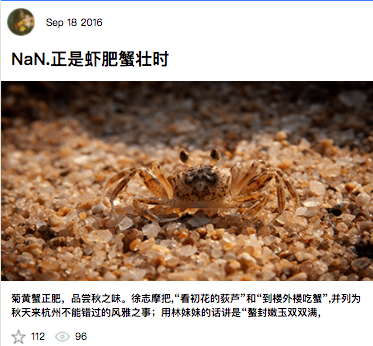 Sep 18 2016
NaN.正是虾肥蟹壮时
菊黄蟹正肥，品尝秋之味。徐志摩把,“看初花的荻芦”和“到楼外楼吃蟹”,并列为
秋天来杭州不能错过的风雅之事；用林妹妹的话讲是“螯封嫩玉双双满,
112 96